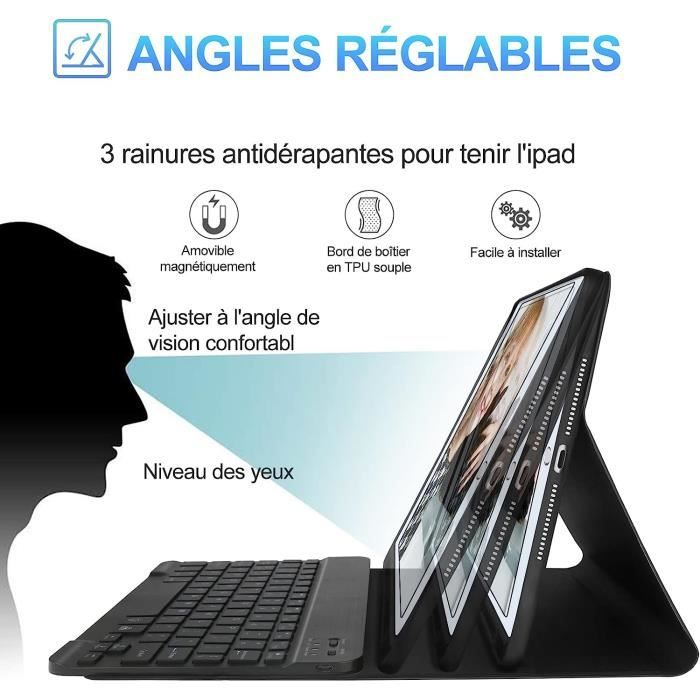 ANGLES RÉGLABLES
3 rainures antidérapantes pour tenir l'ipad
Amovible
magnétiquement
Bord de boîtier
en TPU souple
Facile à installer
Ajuster à l'angle de
vision confortabl
Niveau des yeux